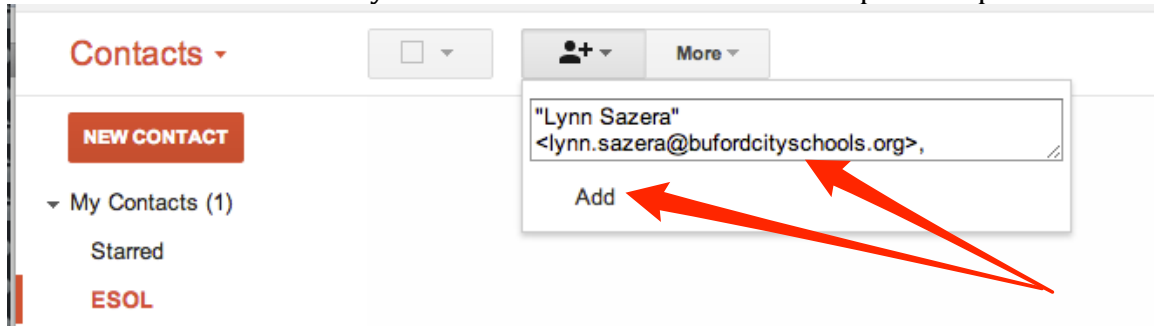 Contacts
More
"Lynn Sazera"
<lynn.sazera@bufordcityschools.org>,
NEW CONTACT
Add
My Contacts (1)
Starred
ESOL